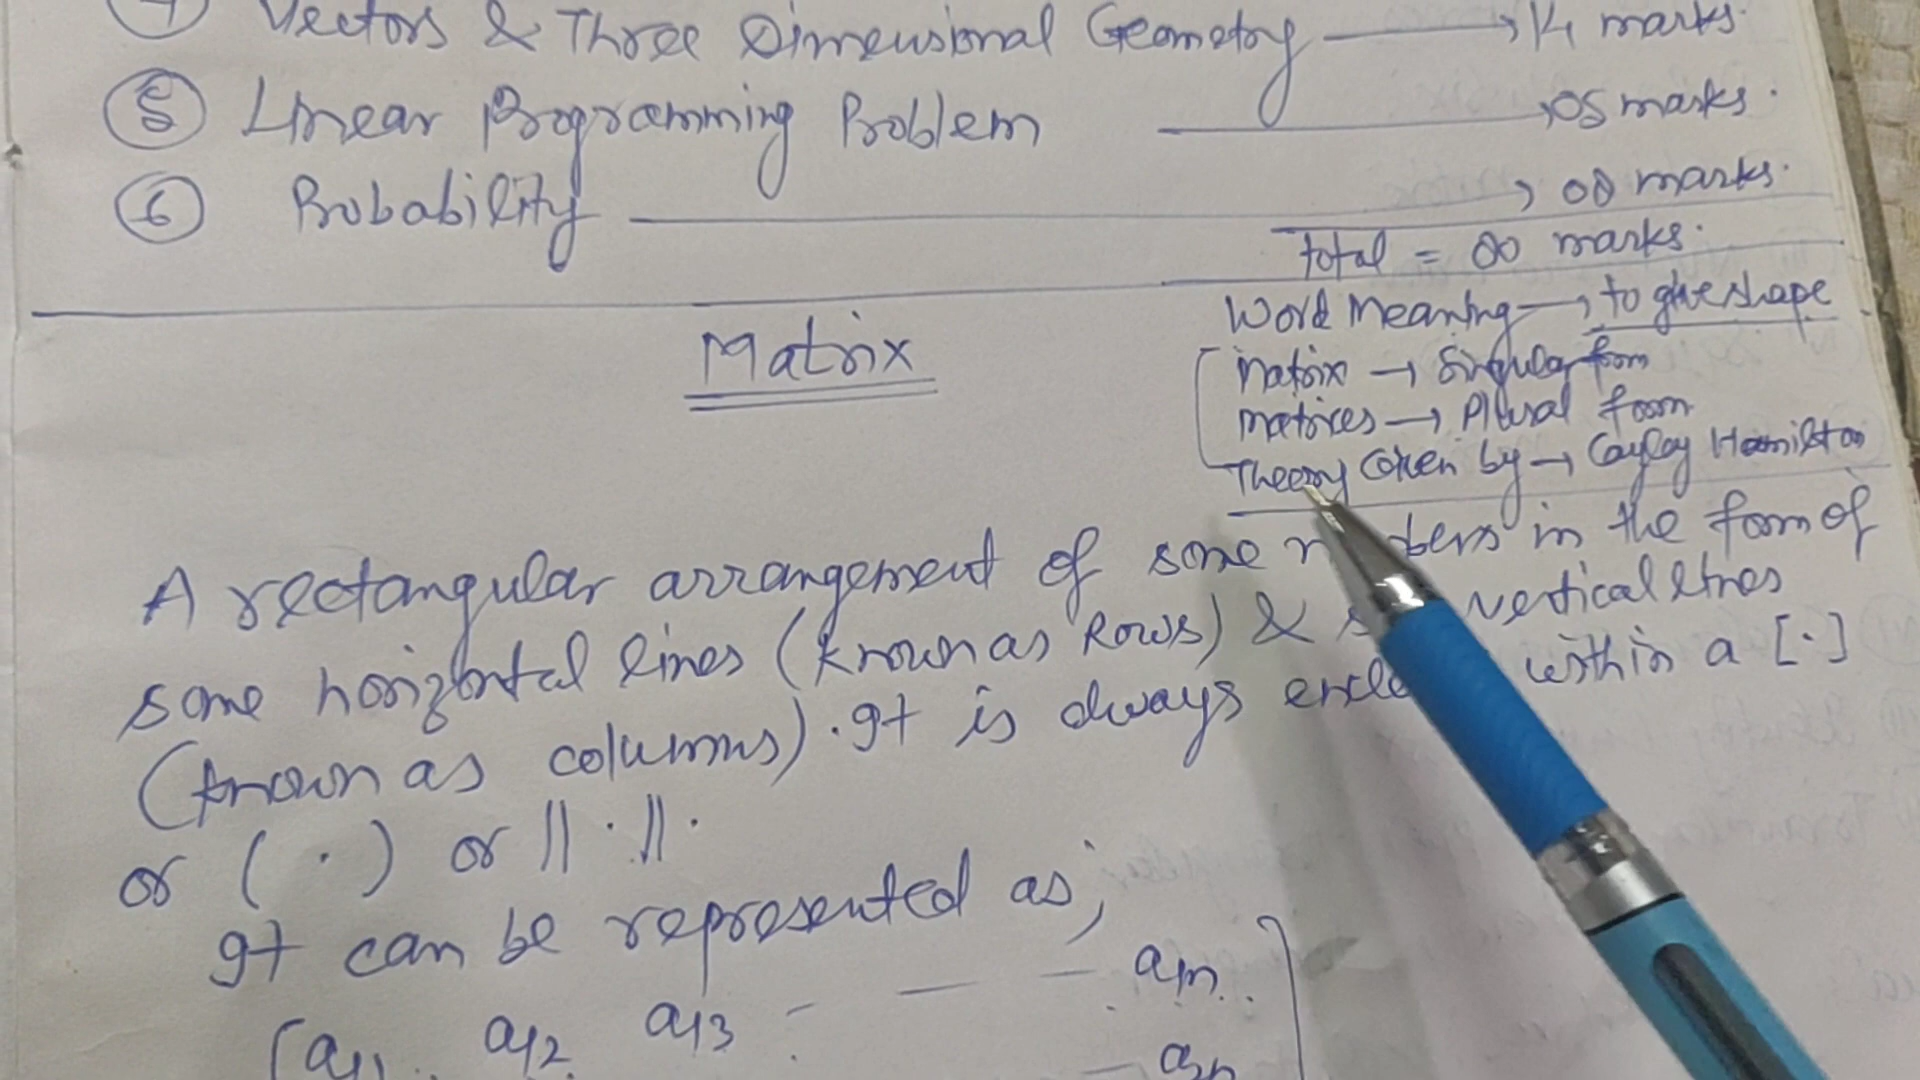 Vectors & Three Dimensional Geometry → 14 marks.
⑤ Linear Programming Problem → 05 marks.
⑥ Probability → 08 marks.
Total = 80 marks.
Word Meaning → to give shape
Matrix
Matrix → Singular form
Matrices → Plural form
Theory Given by → Cayley Hamilton
A rectangular arrangement of some numbers in the form of
some horizontal lines (known as Rows) & vertical lines
(known as columns). It is always within a [·]
or (·) or ||·||.
It can be represented as;
a11 a12 a13 - — — a1n
— a2n